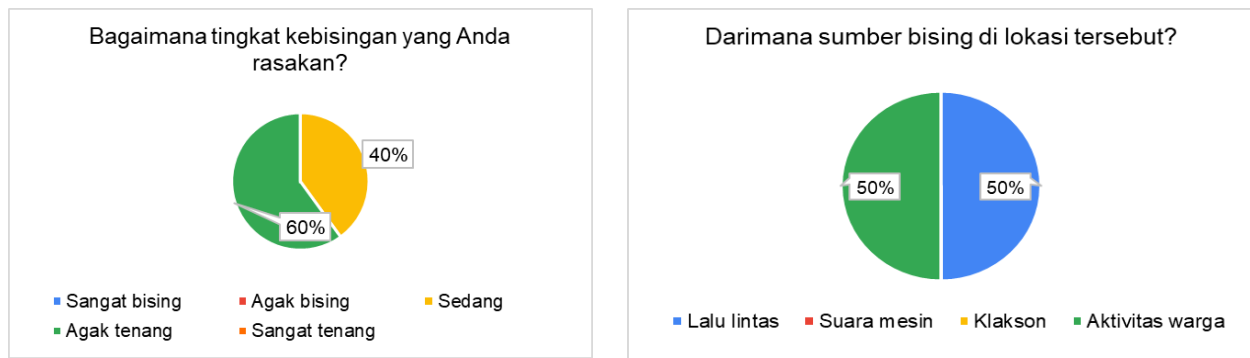 Bagaimana tingkat kebisingan yang Anda
rasakan?
40%
60%
Sangat bising
Agak bising
Sedang
Agak tenang
Sangat tenang
Darimana sumber bising di lokasi tersebut?
50%
50%
Lalu lintas
Suara mesin
Klakson
Aktivitas warga